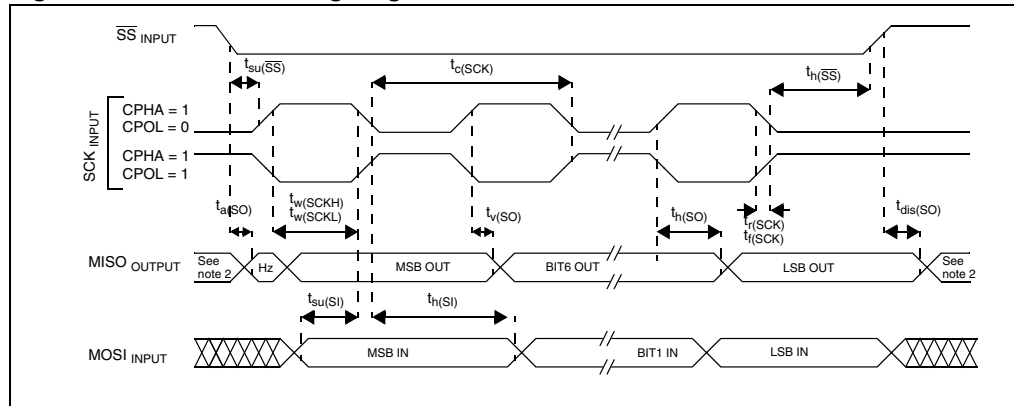 SS INPUT
tsu(SS)
tc(SCK)
th(SS)
SCK INPUT
CPHA = 1
CPOL = 0
CPHA = 1
CPOL = 1
ta(SO)
tw(SCKH)
tw(SCKL)
tv(SO)
th(SO)
tr(SCK)
tf(SCK)
tdis(SO)
MISO OUTPUT
See
note 2
Hz
MSB OUT
BIT6 OUT
LSB OUT
See
note 2
tsu(SI)
th(SI)
MOSI INPUT
MSB IN
BIT1 IN
LSB IN